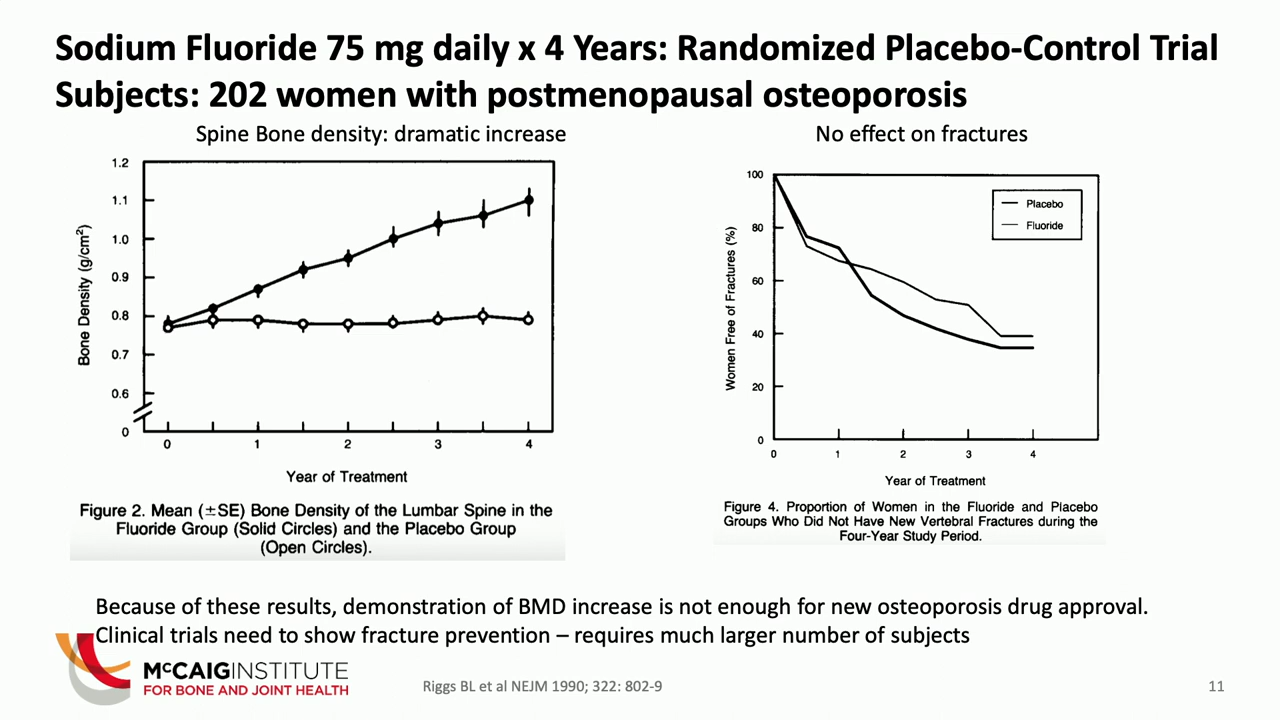 Sodium Fluoride 75 mg daily x 4 Years: Randomized Placebo-Control Trial
Subjects: 202 women with postmenopausal osteoporosis
Spine Bone density: dramatic increase
1.2
1.1
1.0
0.9
0.8
0.7
0.6
0
Bone Density (g/cm²)
0 1 2 3 4
Year of Treatment
Figure 2. Mean (±SE) Bone Density of the Lumbar Spine in the
Fluoride Group (Solid Circles) and the Placebo Group
(Open Circles).
No effect on fractures
100
80
60
40
20
0
Women Free of Fractures (%)
Placebo
Fluoride
0 1 2 3 4
Year of Treatment
Figure 4. Proportion of Women in the Fluoride and Placebo
Groups Who Did Not Have New Vertebral Fractures during the
Four-Year Study Period.
Because of these results, demonstration of BMD increase is not enough for new osteoporosis drug approval.
Clinical trials need to show fracture prevention – requires much larger number of subjects
McCAIG INSTITUTE
FOR BONE AND JOINT HEALTH
Riggs BL et al NEJM 1990; 322: 802-9
11